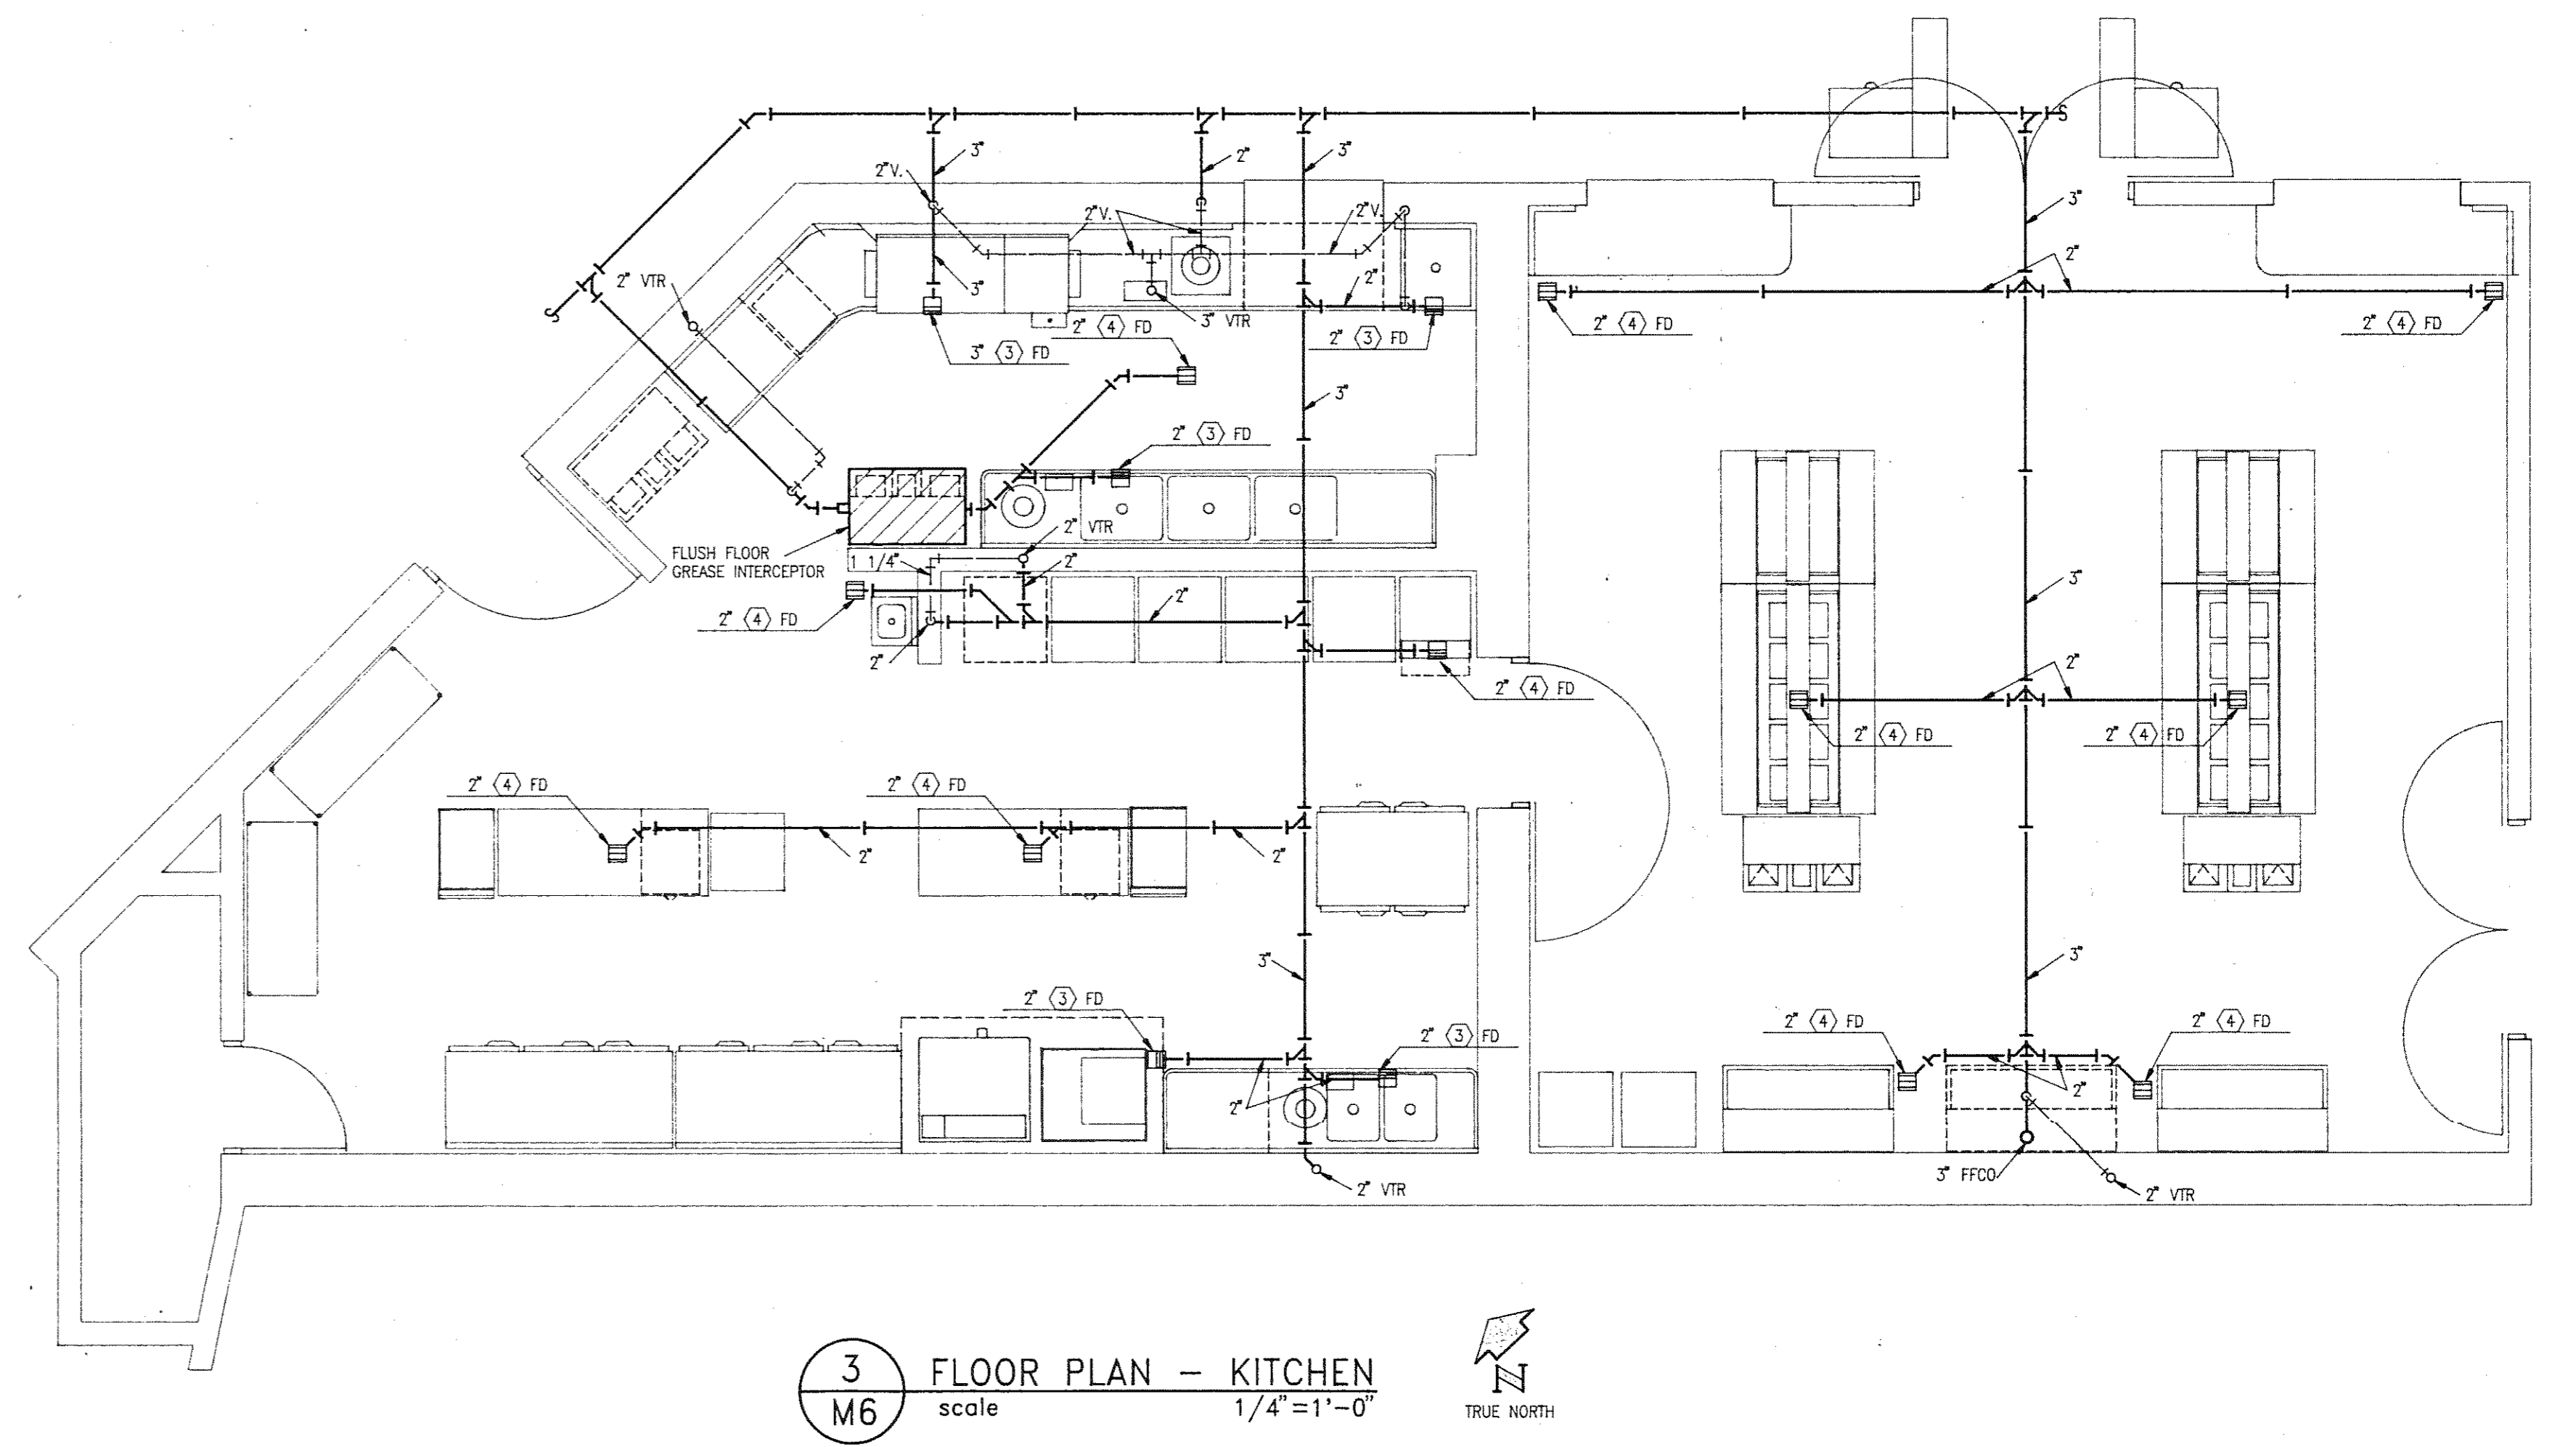 S
3"
2"
3"
2"V.
3"
2"V.
2"V.
2"
2" VTR
3"
2"
3" VTR
2" 4 FD
2" 3 FD
2" 4 FD
2" 4 FD
S
3" 3 FD
3"
2" 3 FD
2" VTR
FLUSH FLOOR
GREASE INTERCEPTOR
1 1/4"
2"
3"
2" 4 FD
2"
2"
2" 4 FD
2"
2" 4 FD
2" 4 FD
2" 4 FD
2" 4 FD
2"
2"
3"
3"
2" 3 FD
2" 3 FD
2" 4 FD
2" 4 FD
2"
2"
3" FFCO
2" VTR
2" VTR
3
FLOOR PLAN - KITCHEN
M6
scale 1/4"=1'-0"
N
TRUE NORTH